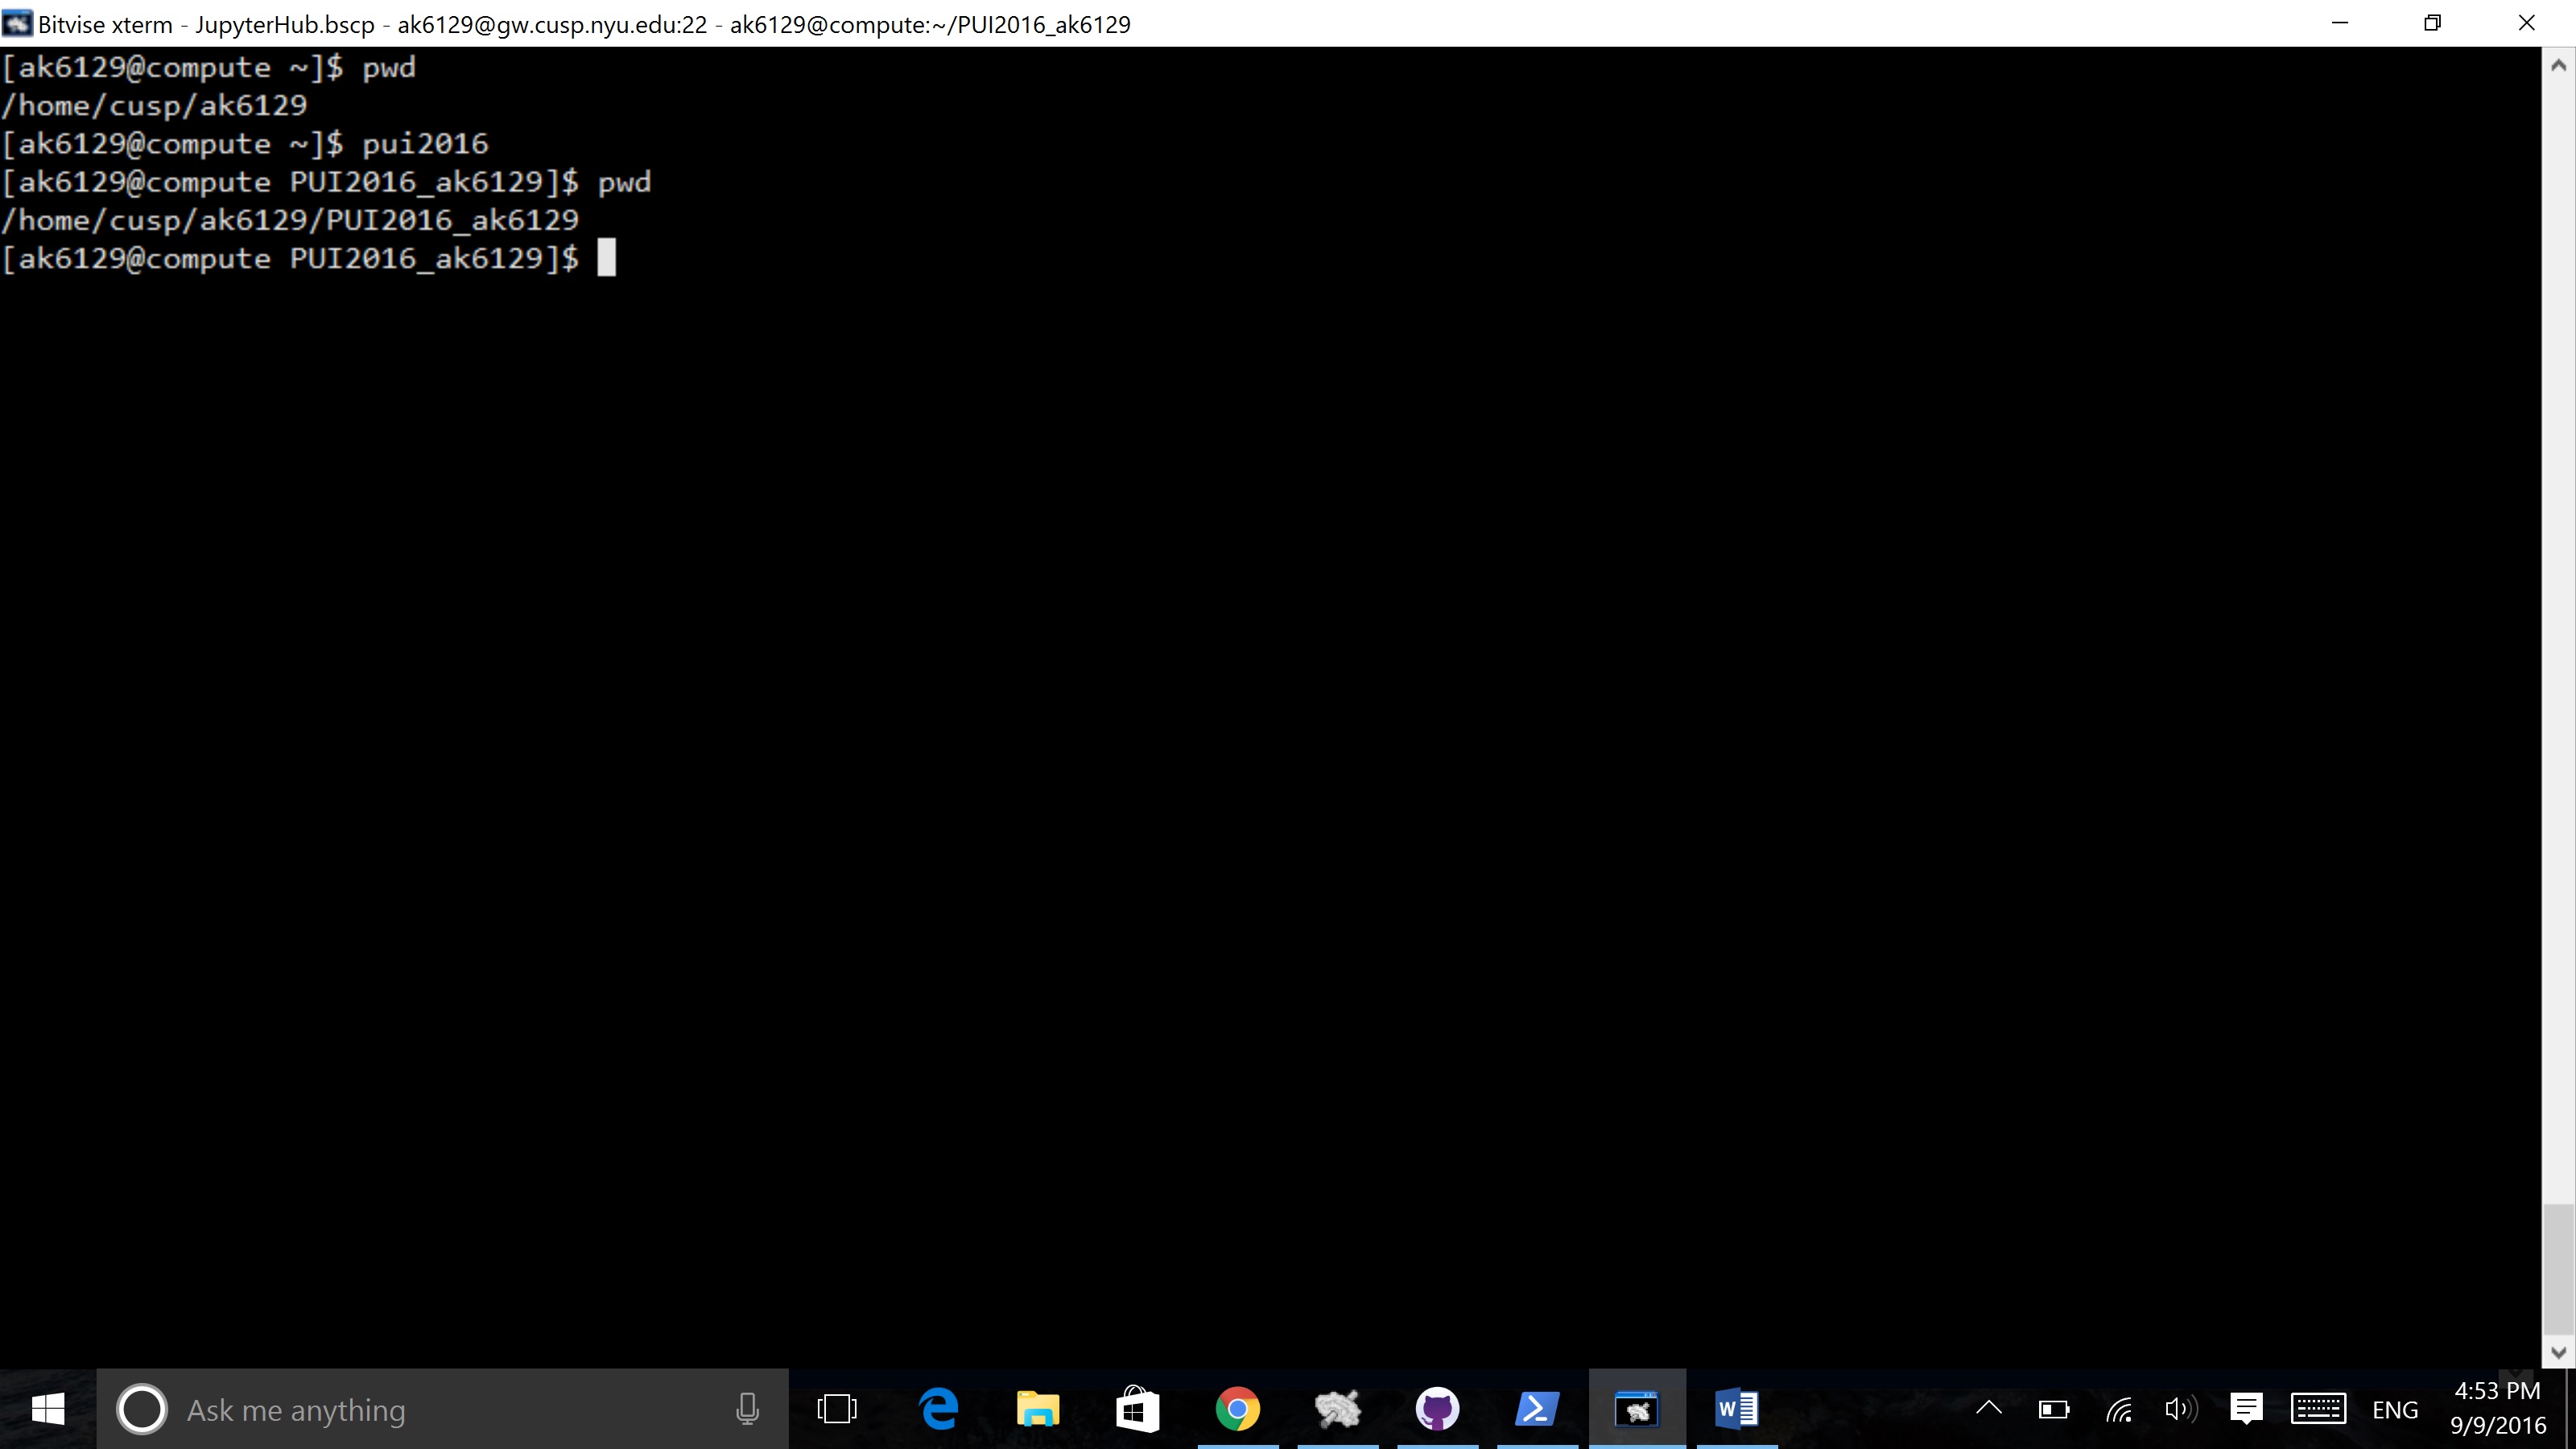 Bitvise xterm - JupyterHub.bscp - ak6129@gw.cusp.nyu.edu:22 - ak6129@compute:~/PUI2016_ak6129
[ak6129@compute ~]$ pwd
/home/cusp/ak6129
[ak6129@compute ~]$ pui2016
[ak6129@compute PUI2016_ak6129]$ pwd
/home/cusp/ak6129/PUI2016_ak6129
[ak6129@compute PUI2016_ak6129]$
Ask me anything
W
ENG
4:53 PM
9/9/2016